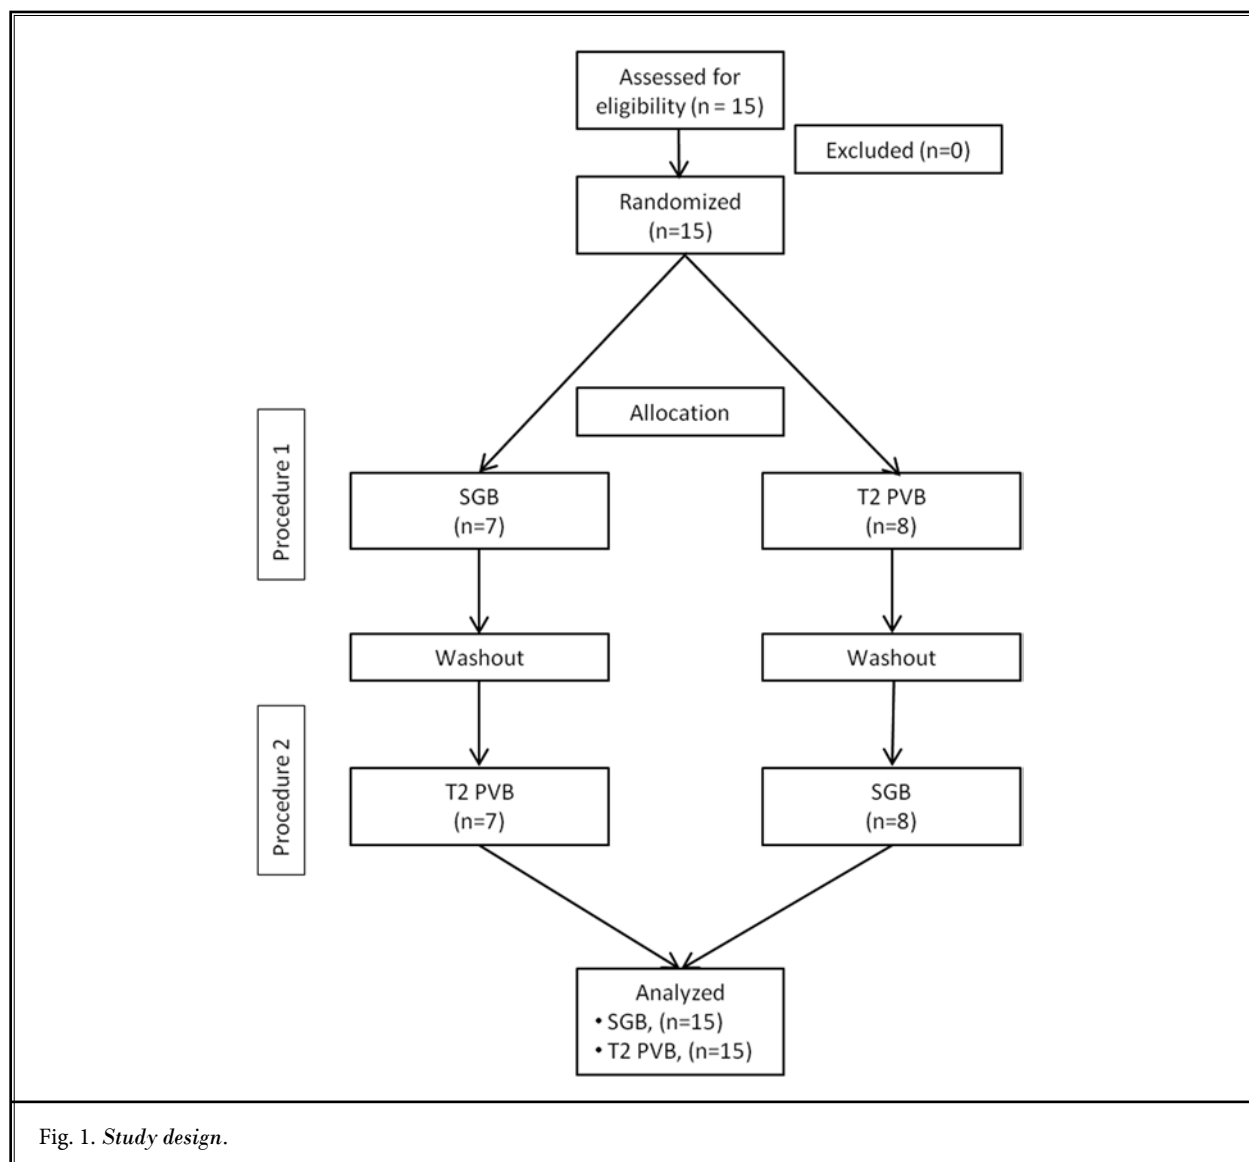 Assessed for
eligibility (n = 15)
Excluded (n=0)
Randomized
(n=15)
Allocation
Procedure 1
SGB
(n=7)
T2 PVB
(n=8)
Washout
Washout
Procedure 2
T2 PVB
(n=7)
SGB
(n=8)
Analyzed
• SGB, (n=15)
• T2 PVB, (n=15)
Fig. 1. Study design.